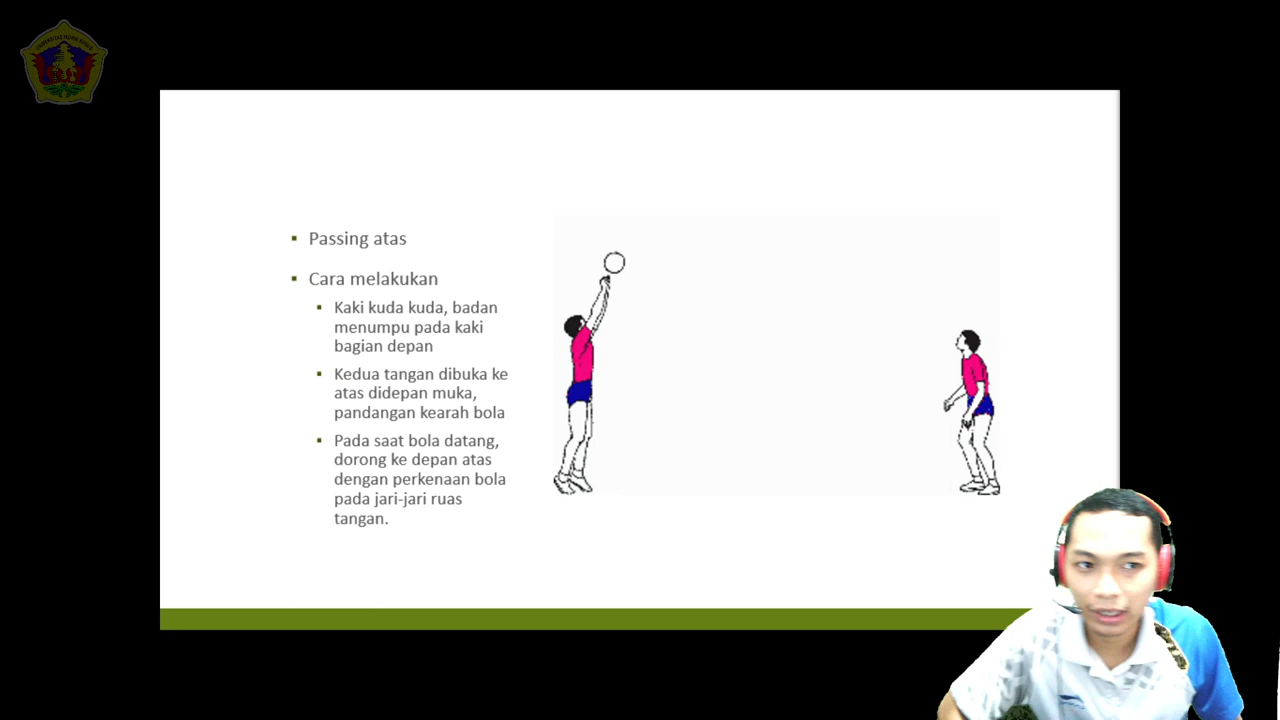 Passing atas
Cara melakukan
Kaki kuda kuda, badan
menumpu pada kaki
bagian depan
Kedua tangan dibuka ke
atas didepan muka,
pandangan kearah bola
Pada saat bola datang,
dorong ke depan atas
dengan perkenaan bola
pada jari-jari ruas
tangan.